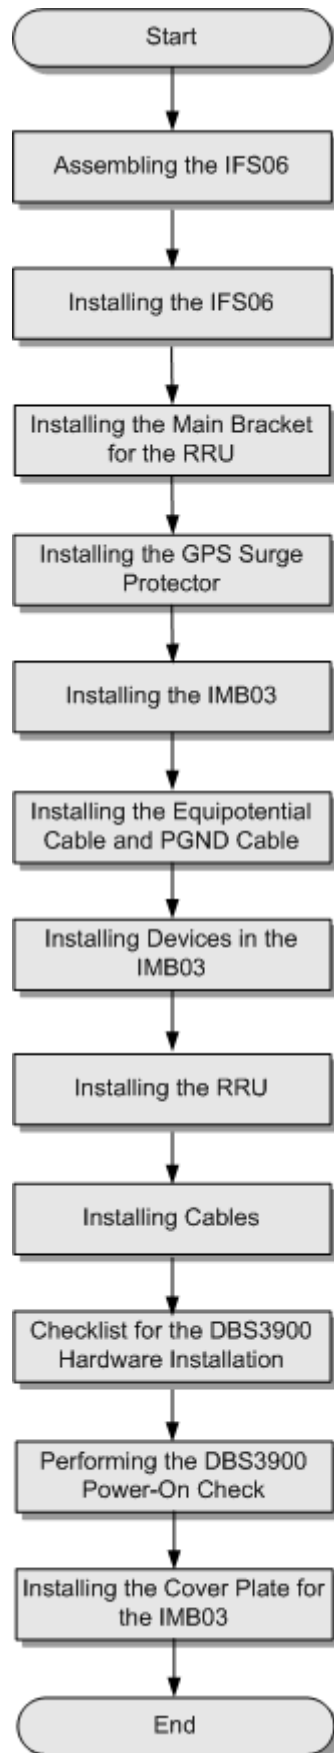 Start
Assembling the IFS06
Installing the IFS06
Installing the Main Bracket
for the RRU
Installing the GPS Surge
Protector
Installing the IMB03
Installing the Equipotential
Cable and PGND Cable
Installing Devices in the
IMB03
Installing the RRU
Installing Cables
Checklist for the DBS3900
Hardware Installation
Performing the DBS3900
Power-On Check
Installing the Cover Plate for
the IMB03
End